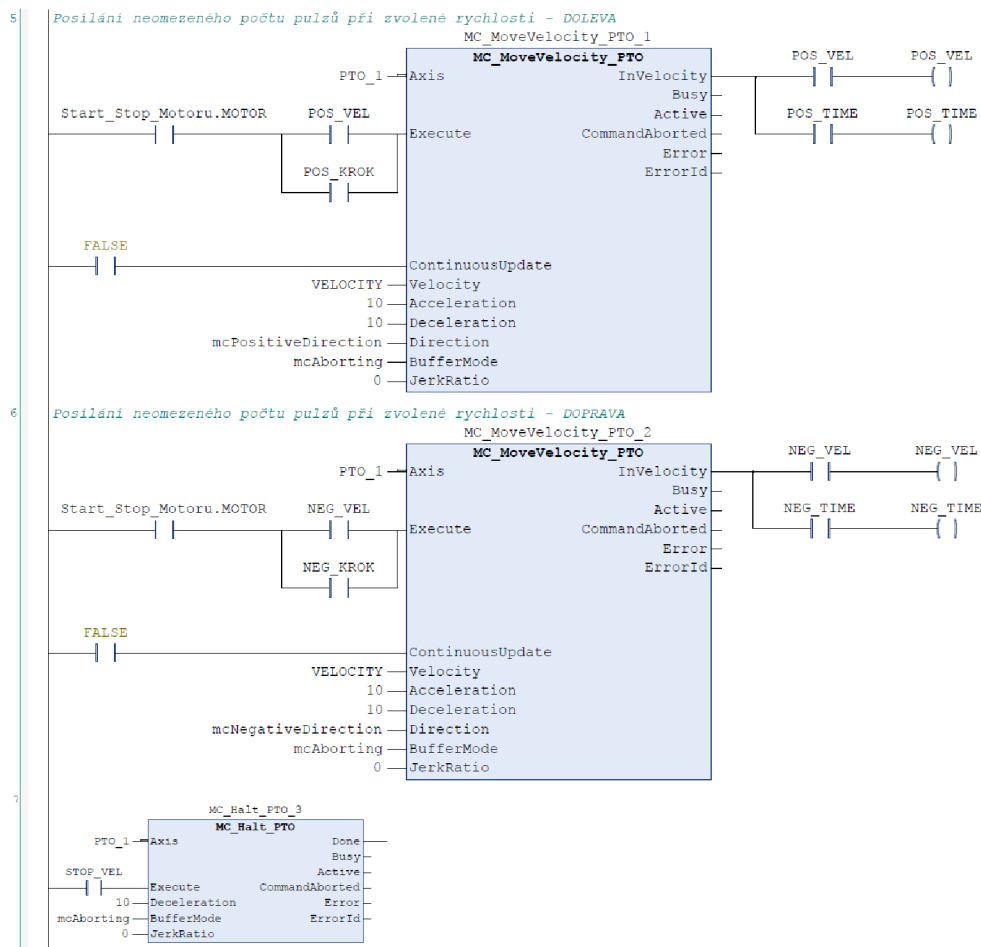 5 Posílání neomezeného počtu pulzů při zvolené rychlosti - DOLEVA
MC_MoveVelocity_PTO_1
MC_MoveVelocity_PTO
POS_VEL POS_VEL
PTO_1 Axis InVelocity
Busy
Start_Stop_Motoru.MOTOR POS_VEL Active POS_TIME POS_TIME
Execute CommandAborted
Error
POS_KROK ErrorId
FALSE
ContinuousUpdate
VELOCITY Velocity
10 Acceleration
10 Deceleration
mcPositiveDirection Direction
mcAborting BufferMode
0 JerkRatio
6 Posílání neomezeného počtu pulzů při zvolené rychlosti - DOPRAVA
MC_MoveVelocity_PTO_2
MC_MoveVelocity_PTO
NEG_VEL NEG_VEL
PTO_1 Axis InVelocity
Busy
Start_Stop_Motoru.MOTOR NEG_VEL Active NEG_TIME NEG_TIME
Execute CommandAborted
Error
NEG_KROK ErrorId
FALSE
ContinuousUpdate
VELOCITY Velocity
10 Acceleration
10 Deceleration
mcNegativeDirection Direction
mcAborting BufferMode
0 JerkRatio
7
MC_Halt_PTO_3
MC_Halt_PTO
PTO_1 Axis Done
Busy
STOP_VEL Active
Execute CommandAborted
10 Deceleration Error
mcAborting BufferMode ErrorId
0 JerkRatio